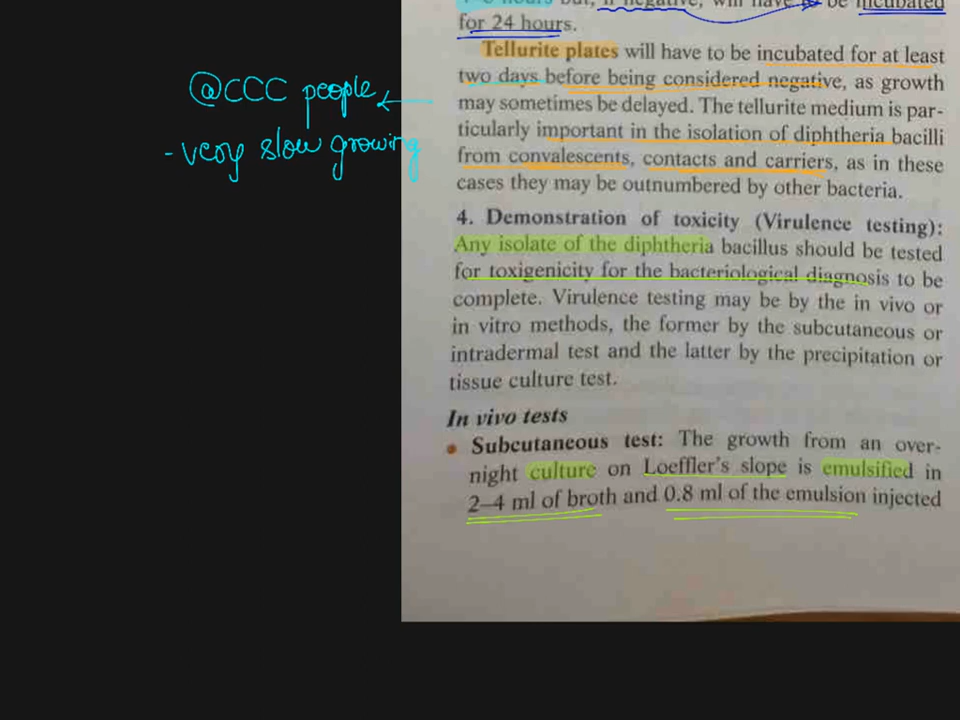 be incubated
for 24 hours.
Tellurite plates will have to be incubated for at least
two days before being considered negative, as growth
may sometimes be delayed. The tellurite medium is par-
ticularly important in the isolation of diphtheria bacilli
from convalescents, contacts and carriers, as in these
cases they may be outnumbered by other bacteria.
@CCC people
- very slow growing
4. Demonstration of toxicity (Virulence testing):
Any isolate of the diphtheria bacillus should be tested
for toxigenicity for the bacteriological diagnosis to be
complete. Virulence testing may be by the in vivo or
in vitro methods, the former by the subcutaneous or
intradermal test and the latter by the precipitation or
tissue culture test.
In vivo tests
• Subcutaneous test: The growth from an over-
night culture on Loeffler's slope is emulsified in
2–4 ml of broth and 0.8 ml of the emulsion injected